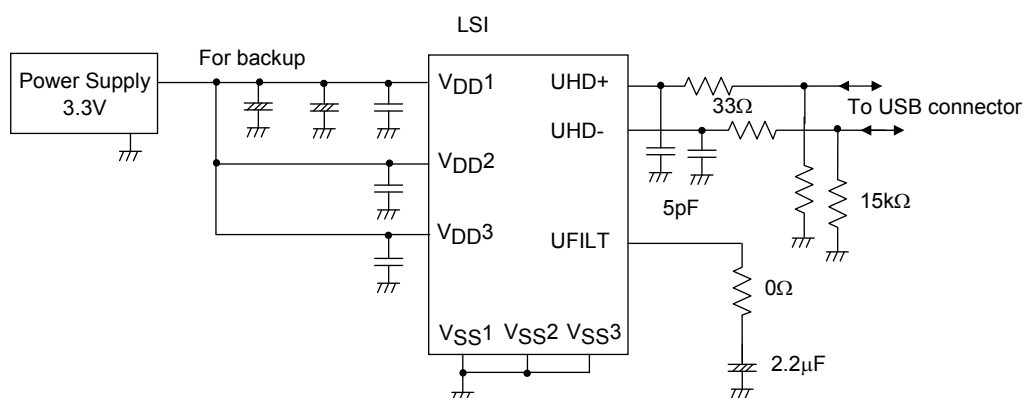 LSI
For backup
Power Supply
3.3V
VDD1
VDD2
VDD3
VSS1 VSS2 VSS3
UHD+
UHD-
UFILT
33Ω
To USB connector
5pF
15kΩ
0Ω
2.2μF